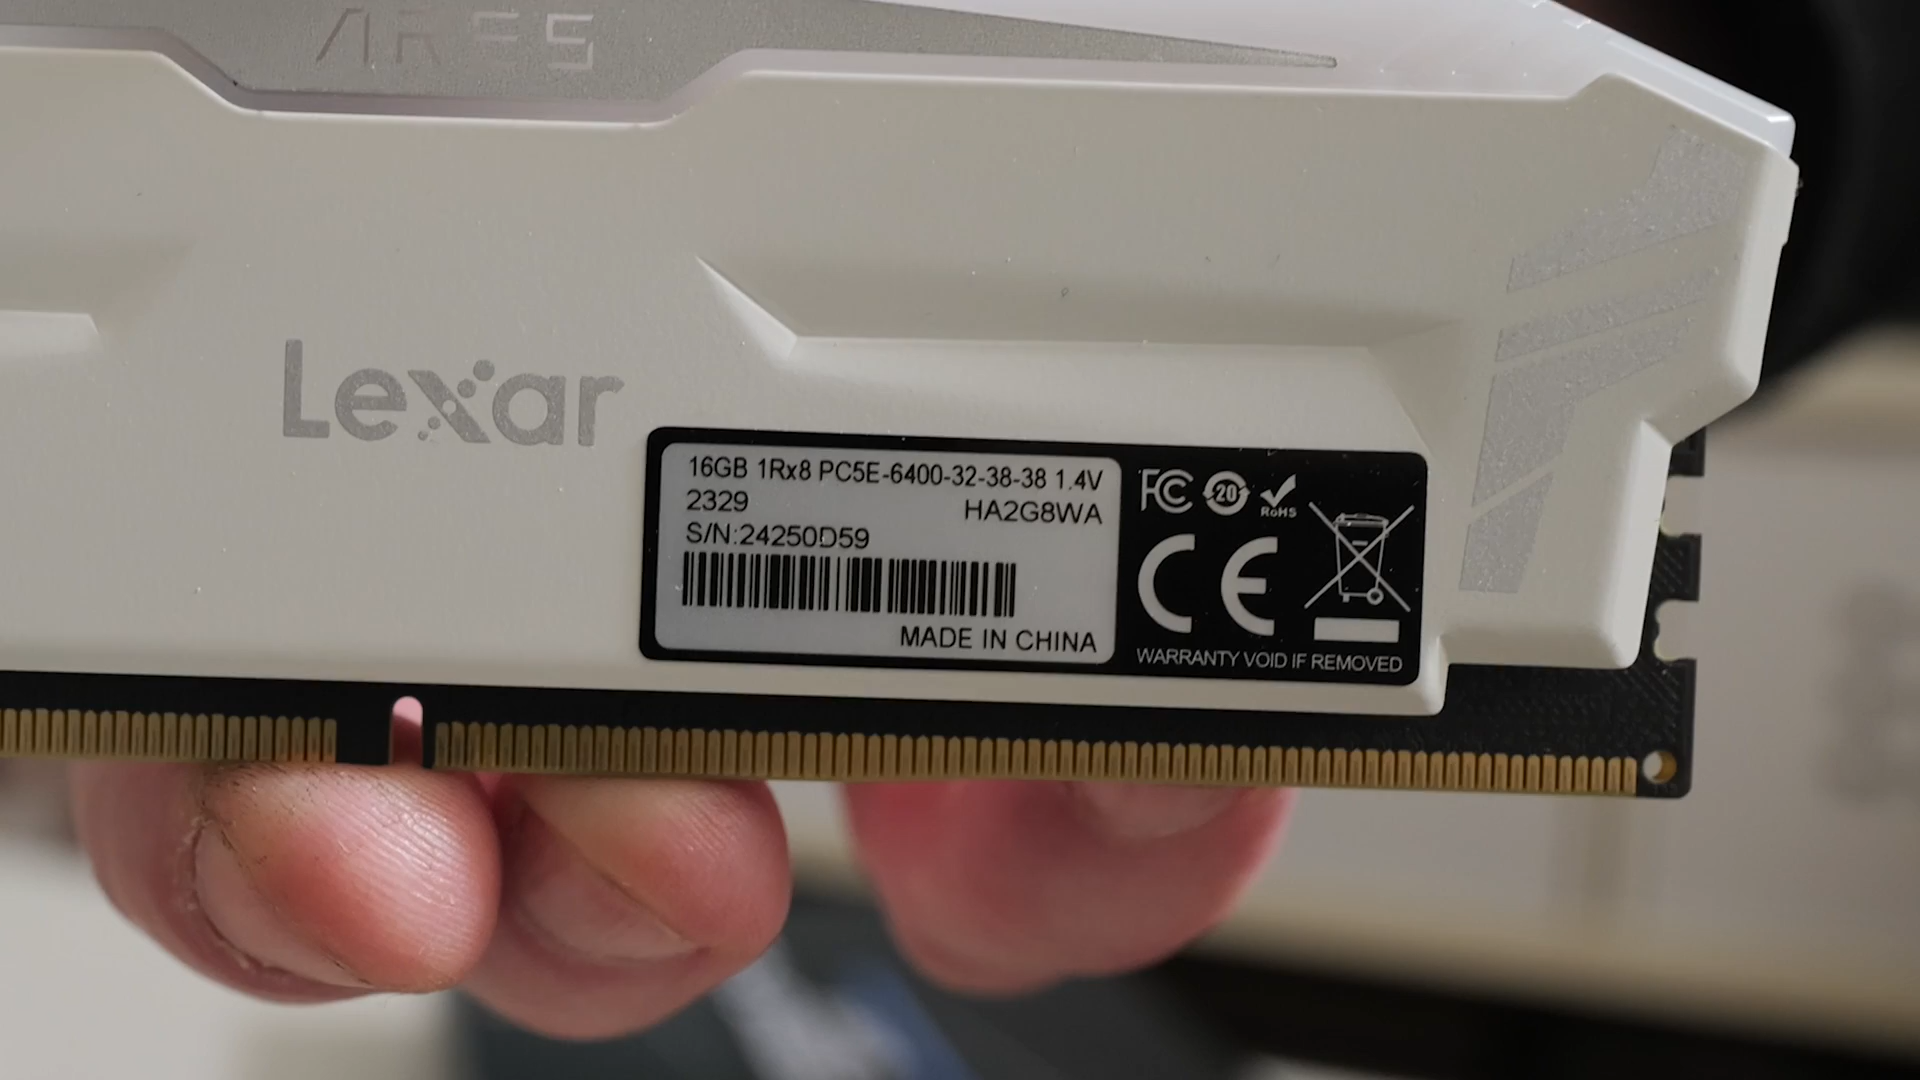 ARES
Lexar
16GB 1Rx8 PC5E-6400-32-38-38 1.4V
2329
HA2G8WA
S/N:24250D59
MADE IN CHINA
FC
20
RoHS
CE
WARRANTY VOID IF REMOVED